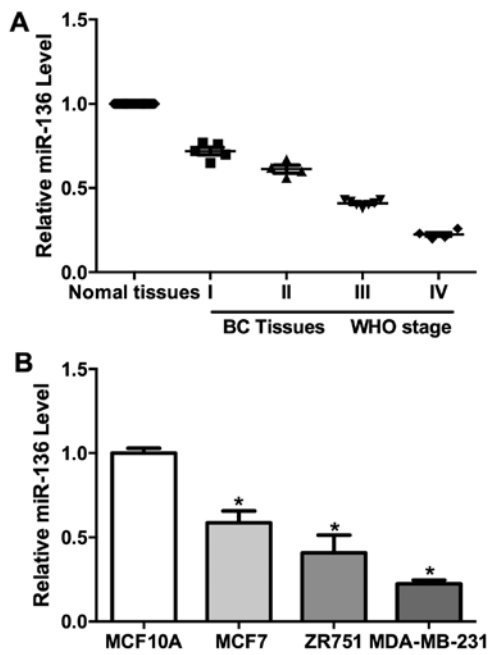 A
Relative miR-136 Level
1.5
1.0
0.5
0.0
Nomal tissues I II III IV
BC Tissues WHO stage
B
Relative miR-136 Level
1.5
1.0
0.5
0.0
* * *
MCF10A MCF7 ZR751 MDA-MB-231